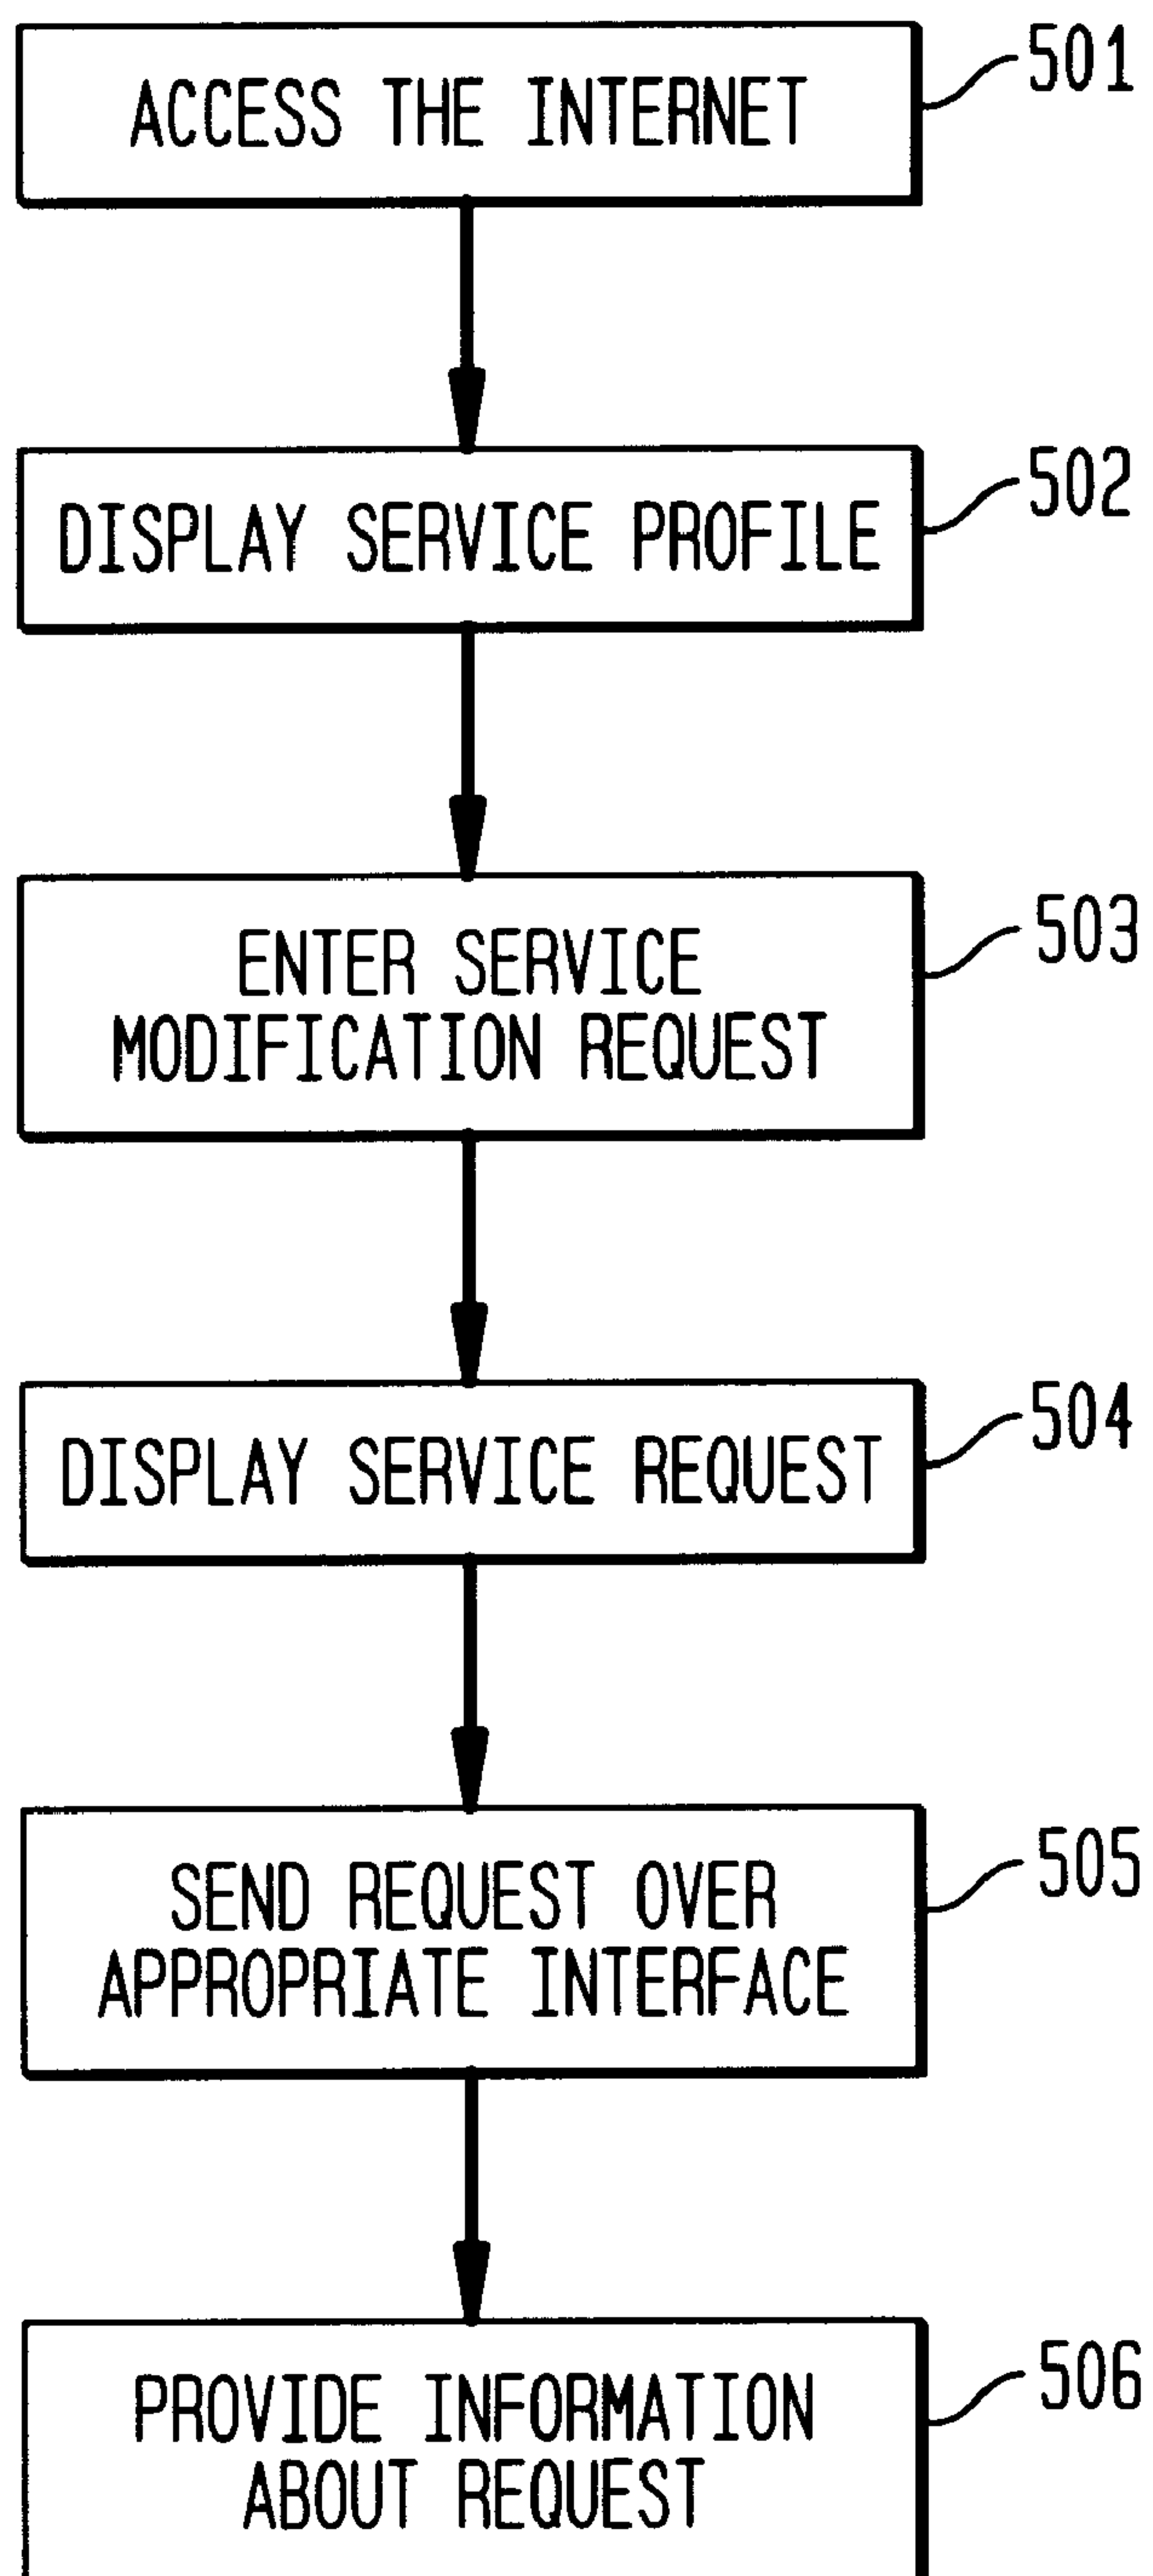 ACCESS THE INTERNET
501
DISPLAY SERVICE PROFILE
502
ENTER SERVICE
MODIFICATION REQUEST
503
DISPLAY SERVICE REQUEST
504
SEND REQUEST OVER
APPROPRIATE INTERFACE
505
PROVIDE INFORMATION
ABOUT REQUEST
506